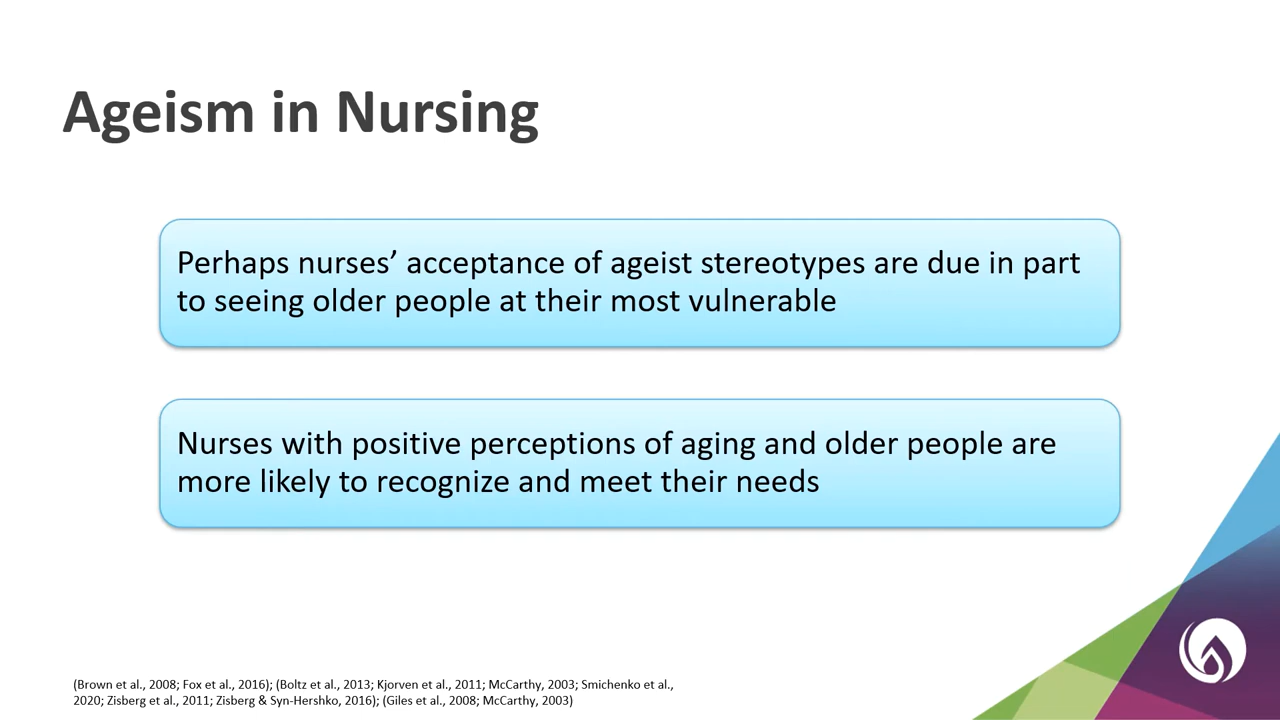 Ageism in Nursing
Perhaps nurses’ acceptance of ageist stereotypes are due in part
to seeing older people at their most vulnerable
Nurses with positive perceptions of aging and older people are
more likely to recognize and meet their needs
(Brown et al., 2008; Fox et al., 2016); (Boltz et al., 2013; Kjorven et al., 2011; McCarthy, 2003; Smichenko et al.,
2020; Zisberg et al., 2011; Zisberg & Syn-Hershko, 2016); (Giles et al., 2008; McCarthy, 2003)